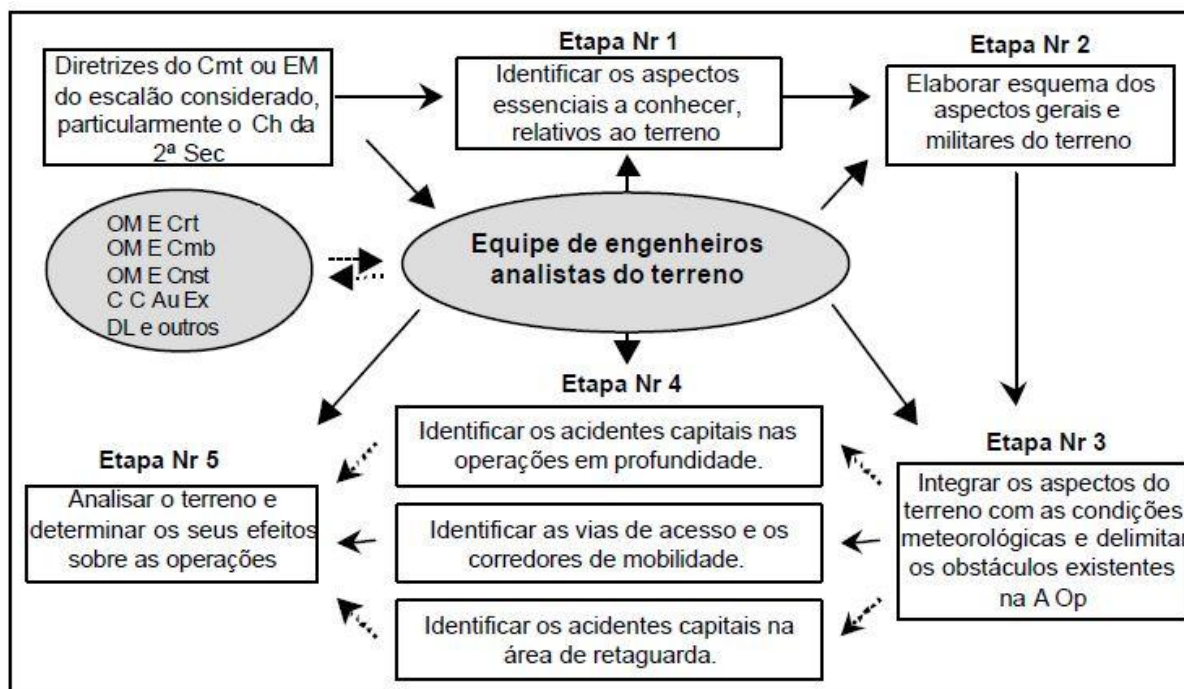 Diretrizes do Cmt ou EM
do escalão considerado,
particularmente o Ch da
2ª Sec
Etapa Nr 1
Identificar os aspectos
essenciais a conhecer,
relativos ao terreno
Etapa Nr 2
Elaborar esquema dos
aspectos gerais e
militares do terreno
OM E Crt
OM E Cmb
OM E Cnst
C C Au Ex
DL e outros
Equipe de engenheiros
analistas do terreno
Etapa Nr 3
Integrar os aspectos do
terreno com as condições
meteorológicas e delimitar
os obstáculos existentes
na A Op
Etapa Nr 4
Identificar os acidentes capitais nas
operações em profundidade.
Identificar as vias de acesso e os
corredores de mobilidade.
Identificar os acidentes capitais na
área de retaguarda.
Etapa Nr 5
Analisar o terreno e
determinar os seus efeitos
sobre as operações